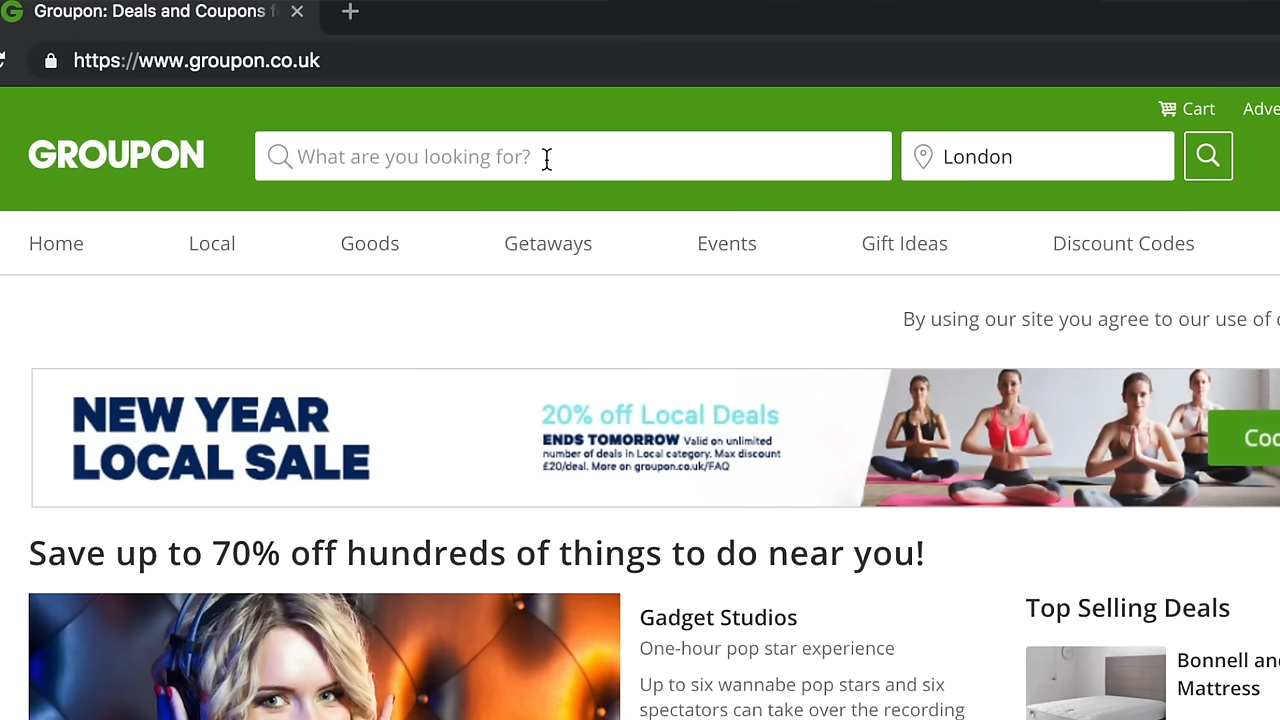 Groupon: Deals and Coupons f
https://www.groupon.co.uk
Cart
Adve
GROUPON
What are you looking for?
London
Home
Local
Goods
Getaways
Events
Gift Ideas
Discount Codes
By using our site you agree to our use of c
NEW YEAR
LOCAL SALE
20% off Local Deals
ENDS TOMORROW Valid on unlimited
number of deals in Local category. Max discount
£20/deal. More on groupon.co.uk/FAQ
Cod
Save up to 70% off hundreds of things to do near you!
Gadget Studios
One-hour pop star experience
Up to six wannabe pop stars and six
spectators can take over the recording
Top Selling Deals
Bonnell and
Mattress